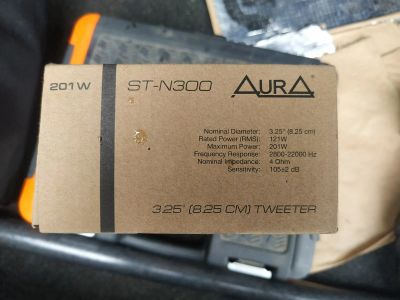 201W ST-N300 AURA
Nominal Diameter: 3.25" (8.25 cm)
Rated Power (RMS): 121W
Maximum Power: 201W
Frequency Response: 2800-22000 Hz
Nominal Impedance: 4 Ohm
Sensitivity: 105±2 dB
3.25" (8.25 CM) TWEETER